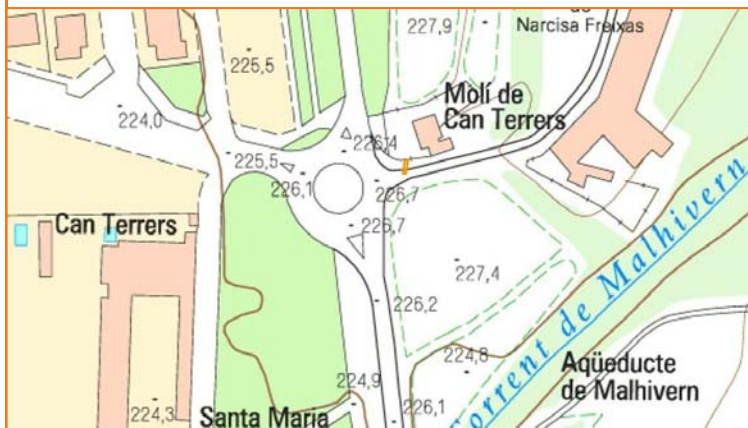 de
Narcisa Freixas
227,9
225,5
Molí de
Can Terrers
224,0
226,4
225,5
226,1
226,7
Can Terrers
226,7
227,4
Torrent de Malhivern
226,2
224,8
Aqüeducte
de Malhivern
224,9
224,3
Santa Maria
226,1